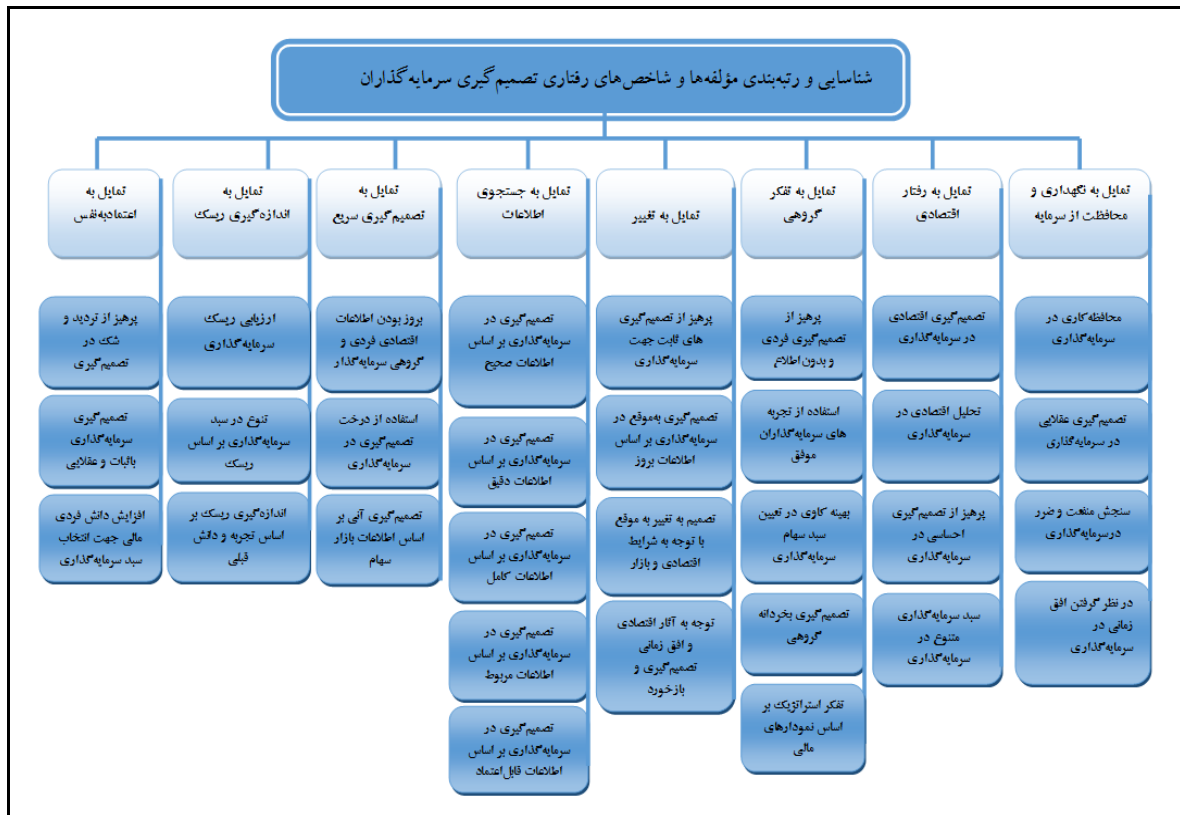 شناسایی و رتبه‌بندی مؤلفه‌ها و شاخص‌های رفتاری تصمیم‌گیری سرمایه‌گذاران
تمایل به نگهداری و
محافظت از سرمایه
محافظه‌کاری در
سرمایه‌گذاری
تصمیم‌گیری عقلایی
در سرمایه‌گذاری
سنجش منفعت و ضرر
درسرمایه‌گذاری
در نظر گرفتن افق
زمانی در
سرمایه‌گذاری
تمایل به رفتار
اقتصادی
تصمیم‌گیری اقتصادی
در سرمایه‌گذاری
تحلیل اقتصادی در
سرمایه‌گذاری
پرهیز از تصمیم‌گیری
احساسی در
سرمایه‌گذاری
سبد سرمایه‌گذاری
متنوع در
سرمایه‌گذاری
تمایل به تفکر
گروهی
پرهیز از
تصمیم‌گیری فردی
و بدون اطلاع
استفاده از تجربه
های سرمایه‌گذاران
موفق
بهینه کاوی در تعیین
سبد سهام
سرمایه‌گذاری
تصمیم‌گیری بخردانه
گروهی
تفکر استراتژیک بر
اساس نمودارهای
مالی
تمایل به تغییر
پرهیز از تصمیم‌گیری
های ثابت جهت
سرمایه‌گذاری
تصمیم‌گیری به‌موقع در
سرمایه‌گذاری بر اساس
اطلاعات بروز
تصمیم به تغییر به موقع
با توجه به شرایط
اقتصادی و بازار
توجه به آثار اقتصادی
و افق زمانی
تصمیم‌گیری و
بازخورد
تمایل به جستجوی
اطلاعات
تصمیم‌گیری در
سرمایه‌گذاری بر اساس
اطلاعات صحیح
تصمیم‌گیری در
سرمایه‌گذاری بر اساس
اطلاعات دقیق
تصمیم‌گیری در
سرمایه‌گذاری بر اساس
اطلاعات کامل
تصمیم‌گیری در
سرمایه‌گذاری بر اساس
اطلاعات مربوط
تصمیم‌گیری در
سرمایه‌گذاری بر اساس
اطلاعات قابل‌اعتماد
تمایل به
تصمیم‌گیری سریع
بروز بودن اطلاعات
اقتصادی فردی و
گروهی سرمایه‌گذار
استفاده از درخت
تصمیم‌گیری در
سرمایه‌گذاری
تصمیم‌گیری آنی بر
اساس اطلاعات بازار
سهام
تمایل به
اندازه‌گیری ریسک
ارزیابی ریسک
سرمایه‌گذاری
تنوع در سبد
سرمایه‌گذاری بر اساس
ریسک
اندازه‌گیری ریسک بر
اساس تجربه و دانش
قبلی
تمایل به
اعتمادبه‌نفس
پرهیز از تردید و
شک در
تصمیم‌گیری
تصمیم‌گیری
سرمایه‌گذاری
باثبات و عقلایی
افزایش دانش فردی
مالی جهت انتخاب
سبد سرمایه‌گذاری